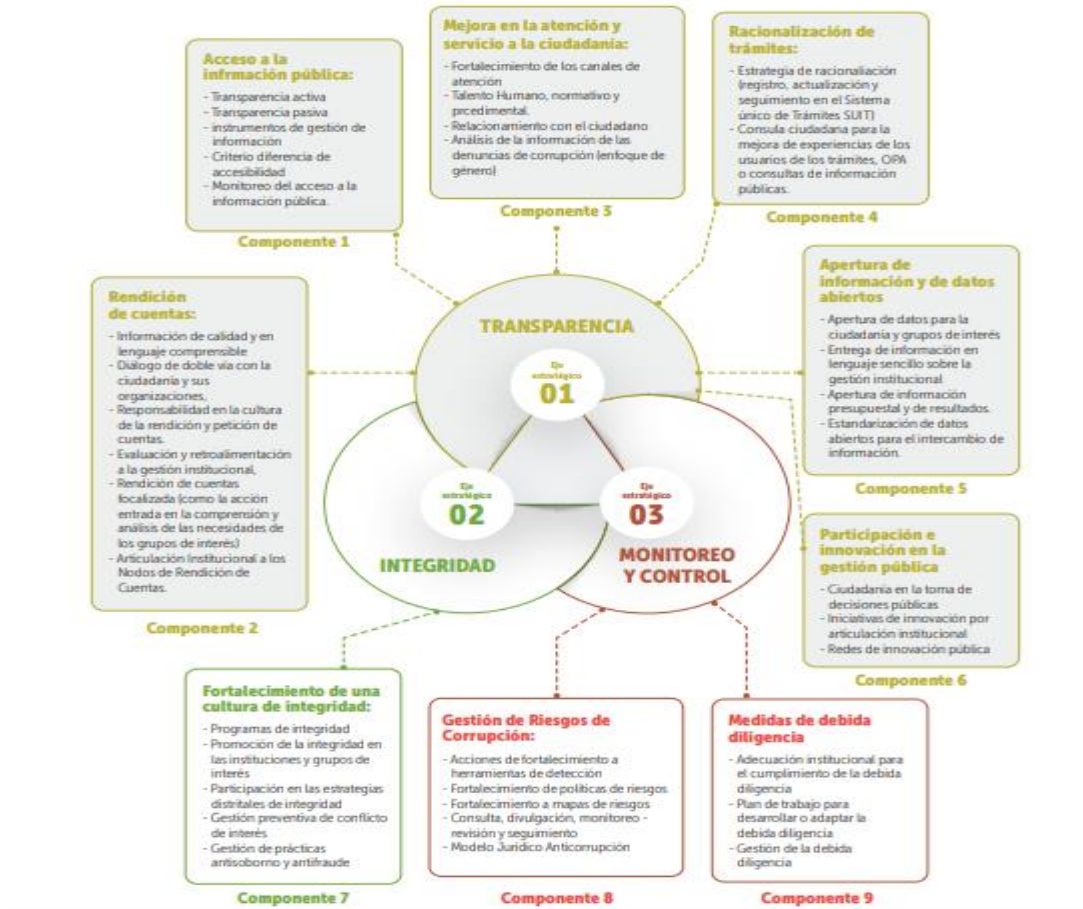 Acceso a la
infrmación pública:
- Transparencia activa
- Transparencia pasiva
- instrumentos de gestión de
información
- Criterio diferencia de
accesibilidad
- Monitoreo del acceso a la
información pública.
Componente 1
Mejora en la atención y
servicio a la ciudadanía:
- Fortalecimiento de los canales de
atención
- Talento Humano, normativo y
prcedimental.
- Relacionamiento con el ciudadano
- Análisis de la información de las
denuncias de corrupción (enfoque de
género)
Componente 3
Racionalización de
trámites:
- Estrategia de racionaliación
(registro, actualización y
seguimiento en el Sistema
único de Trámites SUIT)
- Consula ciudadana para la
mejora de experiencias de los
usuarios de los trámites, OPA
o consultas de información
públicas.
Componente 4
Rendición
de cuentas:
- Información de calidad y en
lenguaje comprensible
- Diálogo de doble vía con la
ciudadanía y sus
organizaciones,
- Responsabilidad en la cultura
de la rendición y petición de
cuentas.
- Evaluación y retroalimentación
a la gestión institucional,
- Rendición de cuentas
focalizada (como la acción
entrada en la comprensión y
análisis de las necesidades de
los grupos de interés)
- Articulación Institucional a los
Nodos de Rendición de
Cuentas.
Componente 2
TRANSPARENCIA
Eje
estratégico
01
Eje
estratégico
02
INTEGRIDAD
Eje
estratégico
03
MONITOREO
Y CONTROL
Apertura de
información y de datos
abiertos
- Apertura de datos para la
ciudadanía y grupos de interés
- Entrega de información en
lenguaje sencillo sobre la
gestión institucional
- Apertura de información
presupuestal y de resultados.
- Estandarización de datos
abiertos para el intercambio de
información.
Componente 5
Participación e
innovación en la
gestión pública
- Ciudadanía en la toma de
decisiones públicas
- Iniciativas de innovación por
articulación institucional
- Redes de innovación pública
Componente 6
Fortalecimiento de una
cultura de integridad:
- Programas de integridad
- Promoción de la integridad en
las instituciones y grupos de
interés
- Participación en las estrategias
distritales de integridad
- Gestión preventiva de conflicto
de interés.
- Gestión de prácticas
antisoborno y antifraude
Componente 7
Gestión de Riesgos de
Corrupción:
- Acciones de fortalecimiento a
herramientas de detección
- Fortalecimiento de políticas de riesgos
- Fortalecimiento a mapas de riesgos
- Consulta, divulgación, monitoreo -
revisión y seguimiento
- Modelo Jurídico Anticorrupción
Componente 8
Medidas de debida
diligencia
- Adecuación institucional para
el cumplimiento de la debida
diligencia
- Plan de trabajo para
desarrollar o adaptar la
debida diligencia
- Gestión de la debida
diligencia
Componente 9